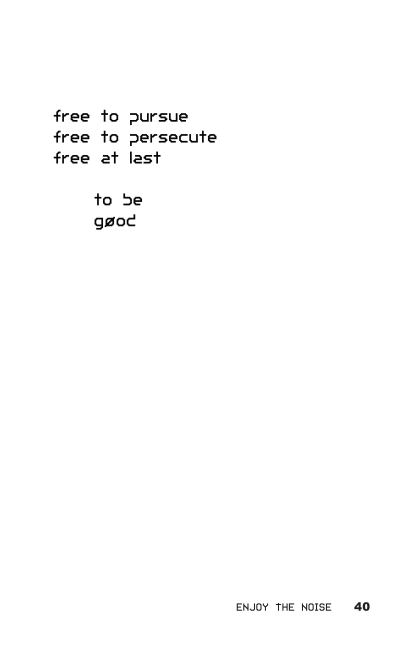 free to pursue
free to persecute
free at last
to be
gøod
ENJOY THE NOISE 40